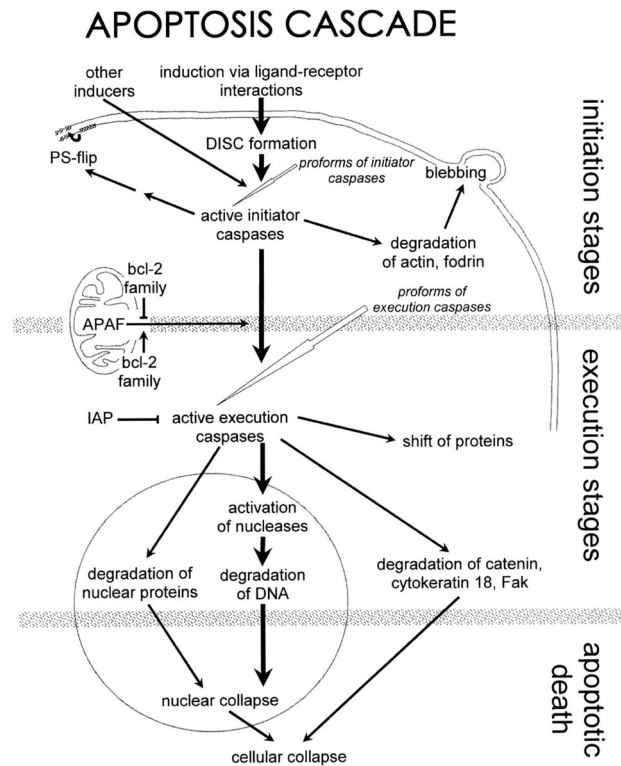 APOPTOSIS CASCADE
other
inducers
induction via ligand-receptor
interactions
DISC formation
PS-flip
proforms of initiator
caspases
blebbing
active initiator
caspases
degradation
of actin, fodrin
initiation stages
bcl-2
family
APAF
bcl-2
family
proforms of
execution caspases
IAP
active execution
caspases
shift of proteins
execution stages
activation
of nucleases
degradation of
nuclear proteins
degradation
of DNA
degradation of catenin,
cytokeratin 18, Fak
nuclear collapse
cellular collapse
apoptotic
death